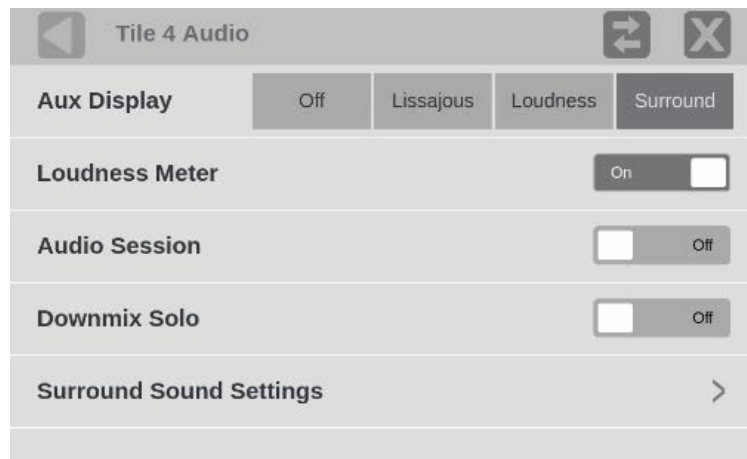 Tile 4 Audio
Aux Display Off Lissajous Loudness Surround
Loudness Meter On
Audio Session Off
Downmix Solo Off
Surround Sound Settings